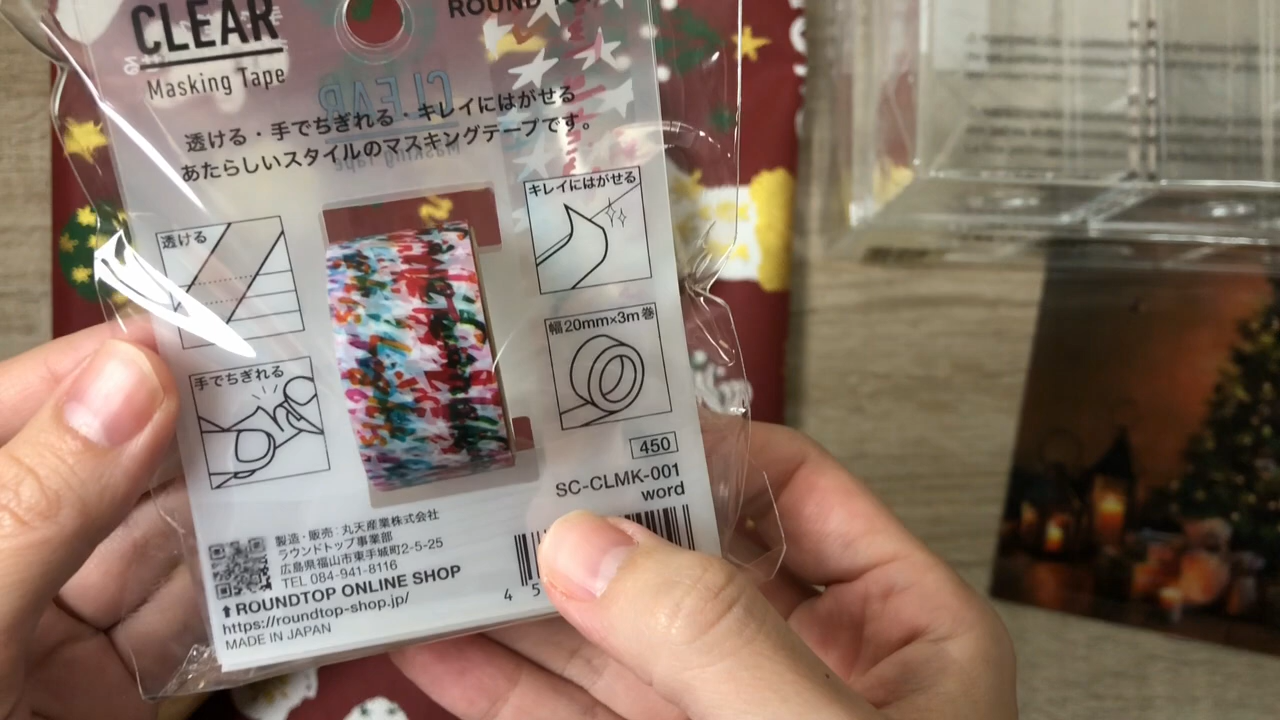 CLEAR
Masking Tape
ROUND TOP
透ける・手でちぎれる・キレイにはがせる
あたらしいスタイルのマスキングテープです。
透ける
キレイにはがせる
手でちぎれる
幅20mm×3m巻
450
SC-CLMK-001
word
製造・販売：丸天産業株式会社
ラウンドトップ事業部
広島県福山市東手城町2-5-25
TEL 084-941-8116
⬆ROUNDTOP ONLINE SHOP
https://roundtop-shop.jp/
MADE IN JAPAN
4 5